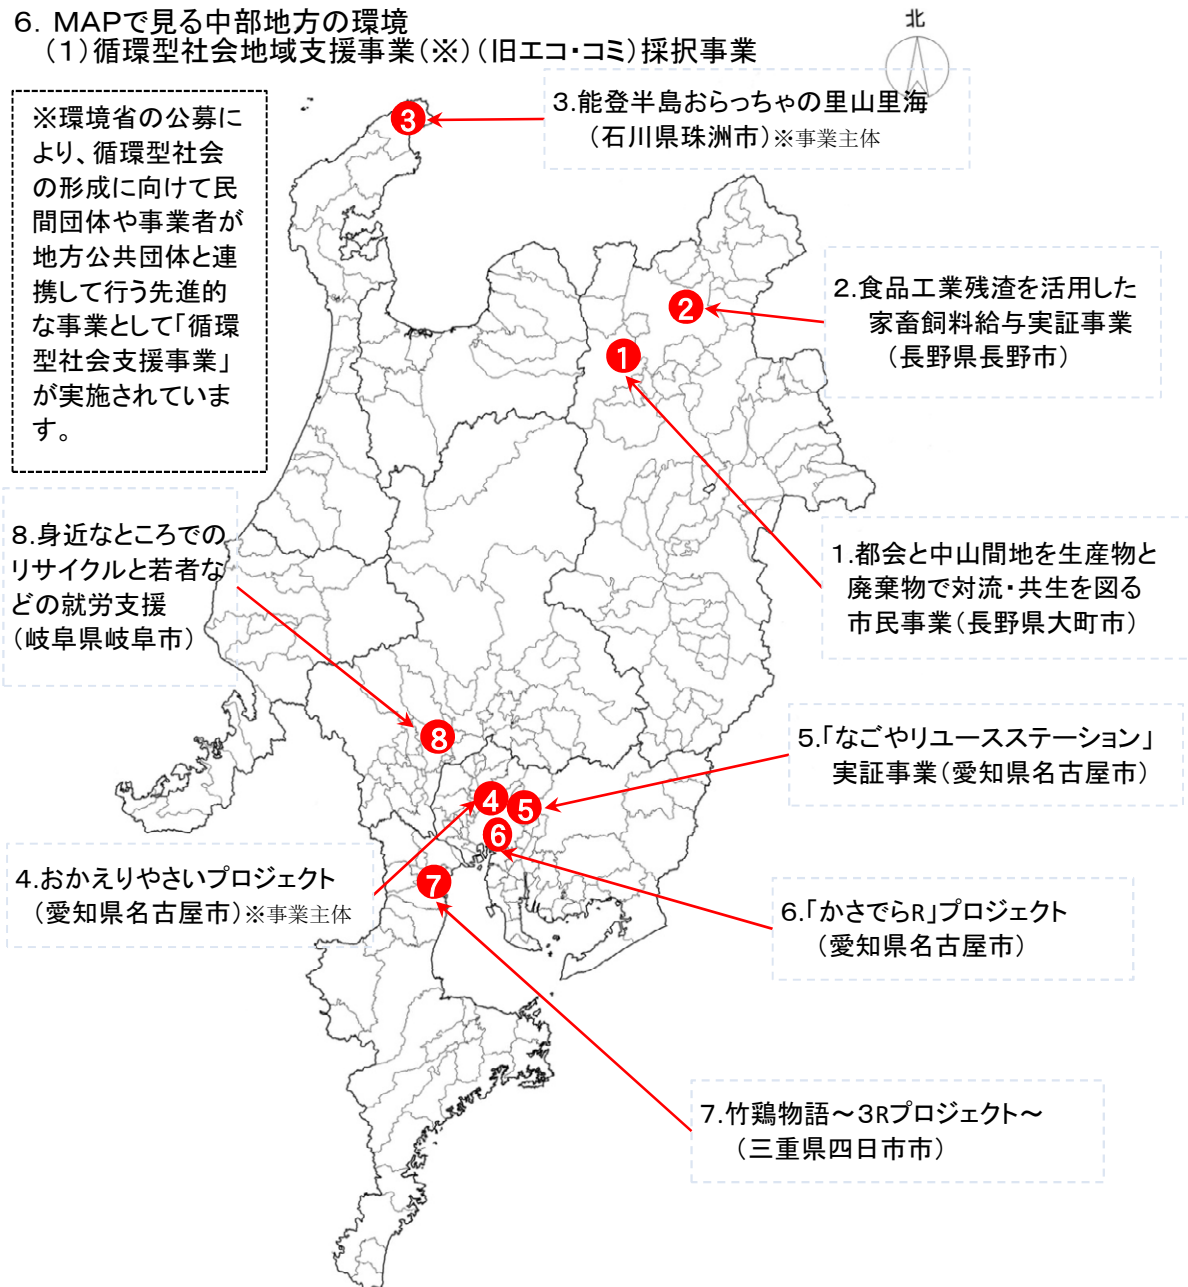 6. MAPで見る中部地方の環境
(1)循環型社会地域支援事業(※)(旧エコ・コミ)採択事業
北
※環境省の公募に
より、循環型社会
の形成に向けて民
間団体や事業者が
地方公共団体と連
携して行う先進的
な事業として「循環
型社会支援事業」
が実施されていま
す。
3.能登半島おらっちゃの里山里海
(石川県珠洲市)※事業主体
2.食品工業残渣を活用した
家畜飼料給与実証事業
(長野県長野市)
1.都会と中山間地を生産物と
廃棄物で対流・共生を図る
市民事業(長野県大町市)
8.身近なところでの
リサイクルと若者な
どの就労支援
(岐阜県岐阜市)
5.「なごやリユースステーション」
実証事業(愛知県名古屋市)
4.おかえりやさいプロジェクト
(愛知県名古屋市)※事業主体
6.「かさでらR」プロジェクト
(愛知県名古屋市)
7.竹鶏物語~3Rプロジェクト~
(三重県四日市市)
3
2
1
8
4
5
6
7